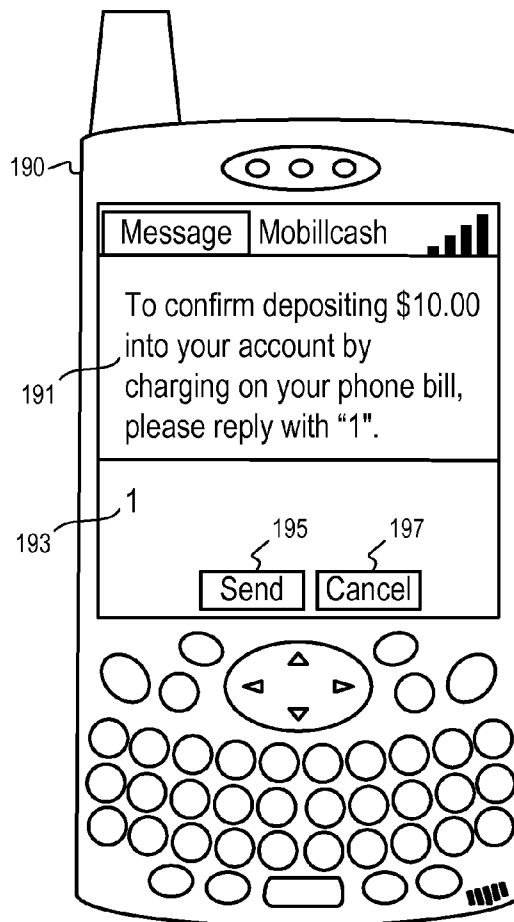 190
Message Mobillcash
To confirm depositing $10.00
into your account by
191
charging on your phone bill,
please reply with “1".
1
193
195 197
Send Cancel